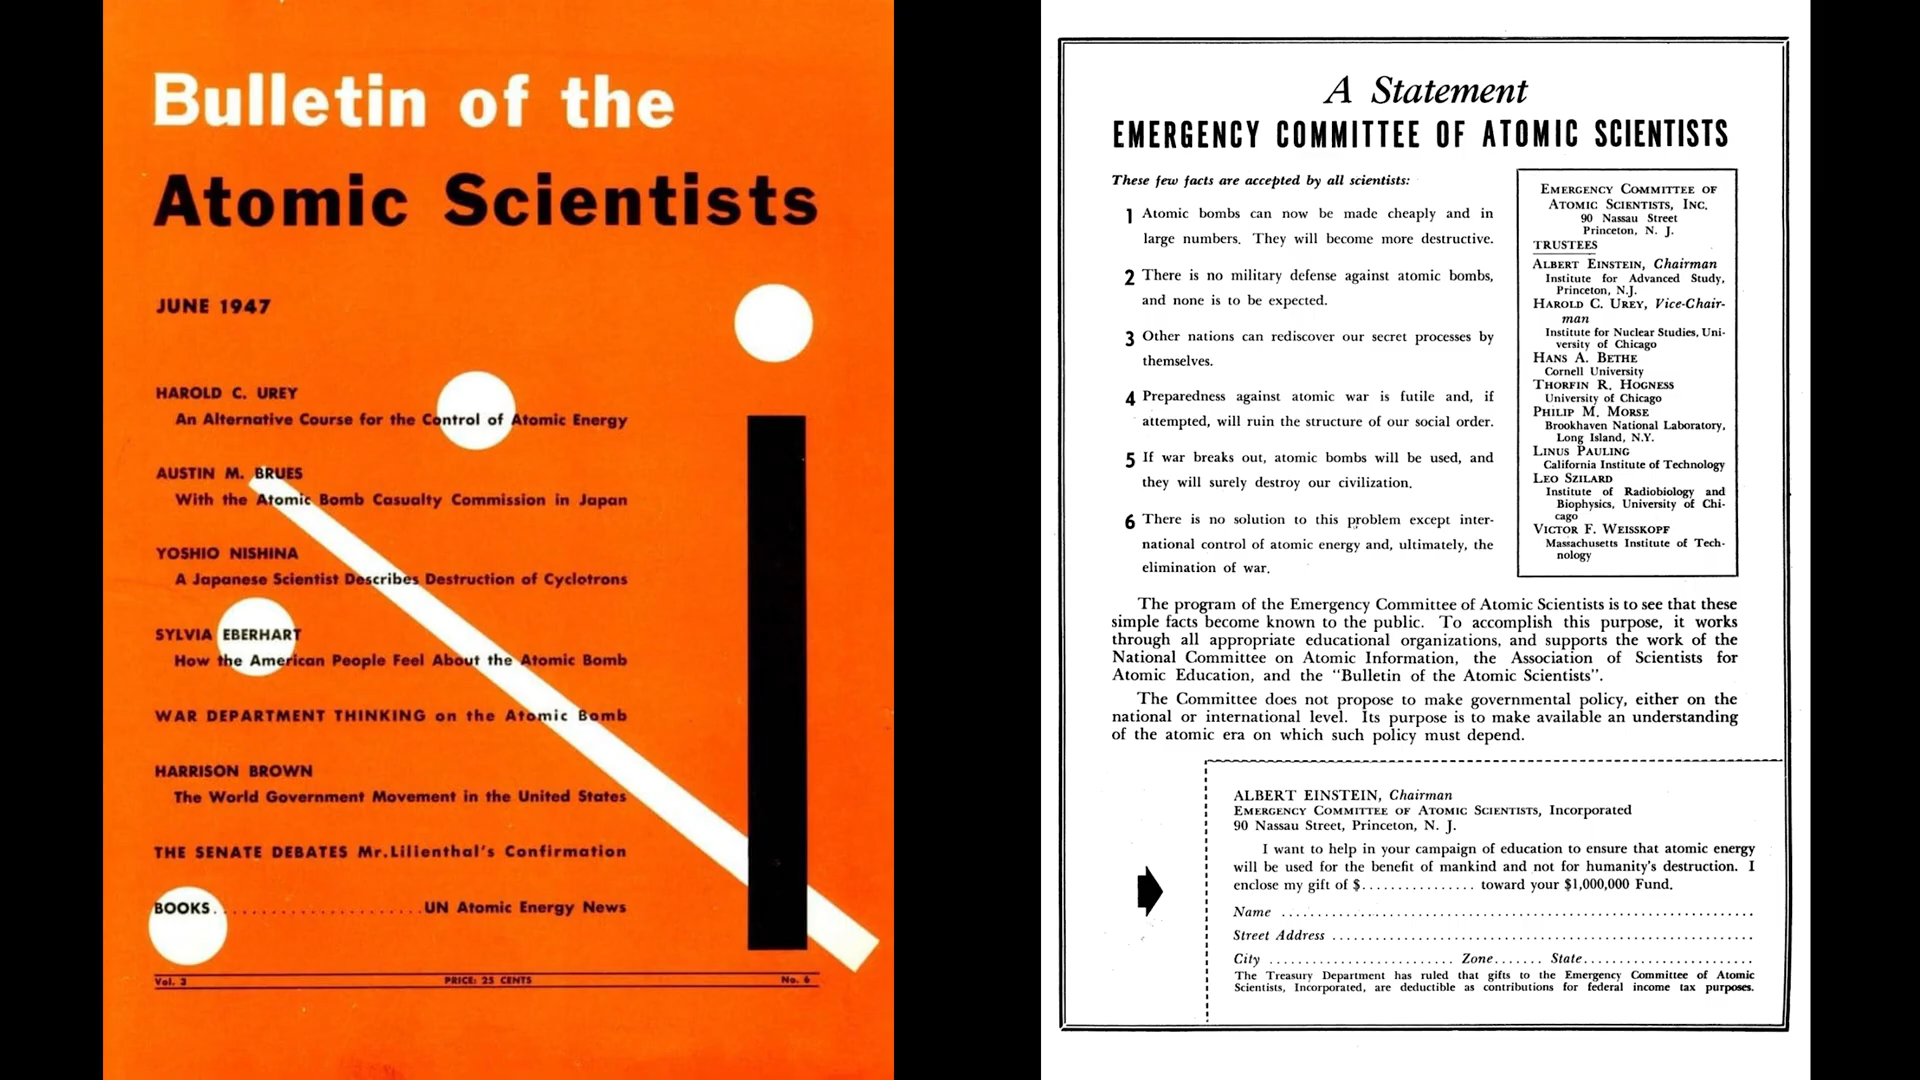 Bulletin of the
Atomic Scientists
JUNE 1947
HAROLD C. UREY
An Alternative Course for the Control of Atomic Energy
AUSTIN M. BRUES
With the Atomic Bomb Casualty Commission in Japan
YOSHIO NISHINA
A Japanese Scientist Describes Destruction of Cyclotrons
SYLVIA EBERHART
How the American People Feel About the Atomic Bomb
WAR DEPARTMENT THINKING on the Atomic Bomb
HARRISON BROWN
The World Government Movement in the United States
THE SENATE DEBATES Mr.Lilienthal's Confirmation
BOOKS......................UN Atomic Energy News
Vol. 3 PRICE: 25 CENTS No. 6
A Statement
EMERGENCY COMMITTEE OF ATOMIC SCIENTISTS
These few facts are accepted by all scientists:
1 Atomic bombs can now be made cheaply and in
large numbers. They will become more destructive.
2 There is no military defense against atomic bombs,
and none is to be expected.
3 Other nations can rediscover our secret processes by
themselves.
4 Preparedness against atomic war is futile and, if
attempted, will ruin the structure of our social order.
5 If war breaks out, atomic bombs will be used, and
they will surely destroy our civilization.
6 There is no solution to this problem except inter-
national control of atomic energy and, ultimately, the
elimination of war.
EMERGENCY COMMITTEE OF
ATOMIC SCIENTISTS, INC.
90 Nassau Street
Princeton, N. J.
TRUSTEES
ALBERT EINSTEIN, Chairman
Institute for Advanced Study,
Princeton, N.J.
HAROLD C. UREY, Vice-Chair-
man
Institute for Nuclear Studies, Uni-
versity of Chicago
HANS A. BETHE
Cornell University
THORFIN R. HOGNESS
University of Chicago
PHILIP M. MORSE
Brookhaven National Laboratory,
Long Island, N.Y.
LINUS PAULING
California Institute of Technology
LEO SZILARD
Institute of Radiobiology and
Biophysics, University of Chi-
cago
VICTOR F. WEISSKOPF
Massachusetts Institute of Tech-
nology
The program of the Emergency Committee of Atomic Scientists is to see that these
simple facts become known to the public. To accomplish this purpose, it works
through all appropriate educational organizations, and supports the work of the
National Committee on Atomic Information, the Association of Scientists for
Atomic Education, and the "Bulletin of the Atomic Scientists".
The Committee does not propose to make governmental policy, either on the
national or international level. Its purpose is to make available an understanding
of the atomic era on which such policy must depend.
ALBERT EINSTEIN, Chairman
EMERGENCY COMMITTEE OF ATOMIC SCIENTISTS, Incorporated
90 Nassau Street, Princeton, N. J.
I want to help in your campaign of education to ensure that atomic energy
will be used for the benefit of mankind and not for humanity's destruction. I
enclose my gift of $................ toward your $1,000,000 Fund.
Name ..................................................................
Street Address ...........................................................
City .......................... Zone....... State........................
The Treasury Department has ruled that gifts to the Emergency Committee of Atomic
Scientists, Incorporated, are deductible as contributions for federal income tax purposes.